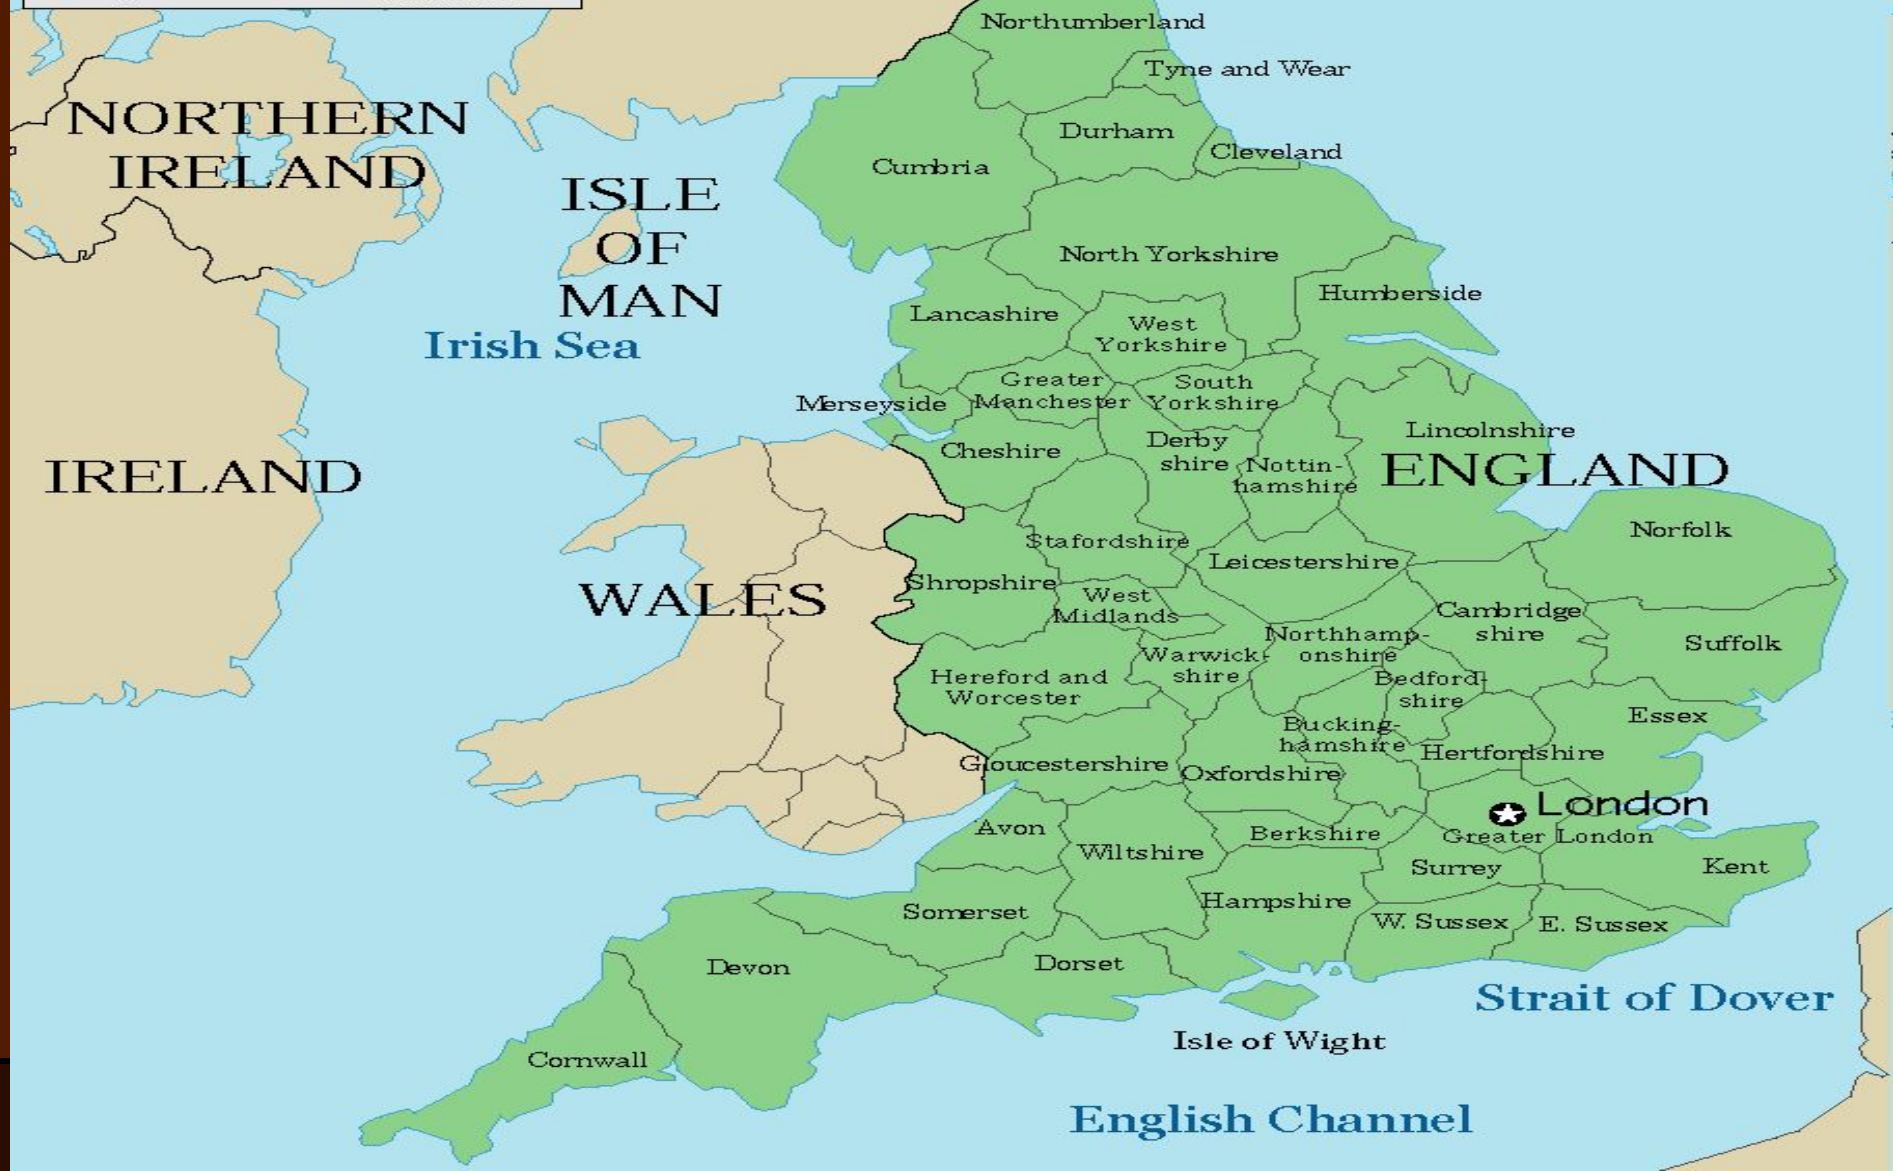 Northumberland
Tyne and Wear
NORTHERN
IRELAND
Durham
Cleveland
Cumbria
ISLE
OF
MAN
North Yorkshire
Humberside
Lancashire
West
Yorkshire
Irish Sea
Greater
Manchester
South
Yorkshire
Merseyside
Lincolnshire
Cheshire
Derby
shire
Nottin-
hamshire
ENGLAND
IRELAND
Norfolk
Stafordshire
Leicestershire
Shropshire
WALES
West
Midlands
Cambridge
shire
Northhamp-
onshire
Suffolk
Warwick-
shire
Hereford and
Worcester
Bedford-
shire
Essex
Bucking-
hamshire
Hertfordshire
Gloucestershire
Oxfordshire
London
Avon
Berkshire
Greater London
Wiltshire
Surrey
Kent
Hampshire
Somerset
W. Sussex
E. Sussex
Devon
Dorset
Strait of Dover
Isle of Wight
Cornwall
English Channel